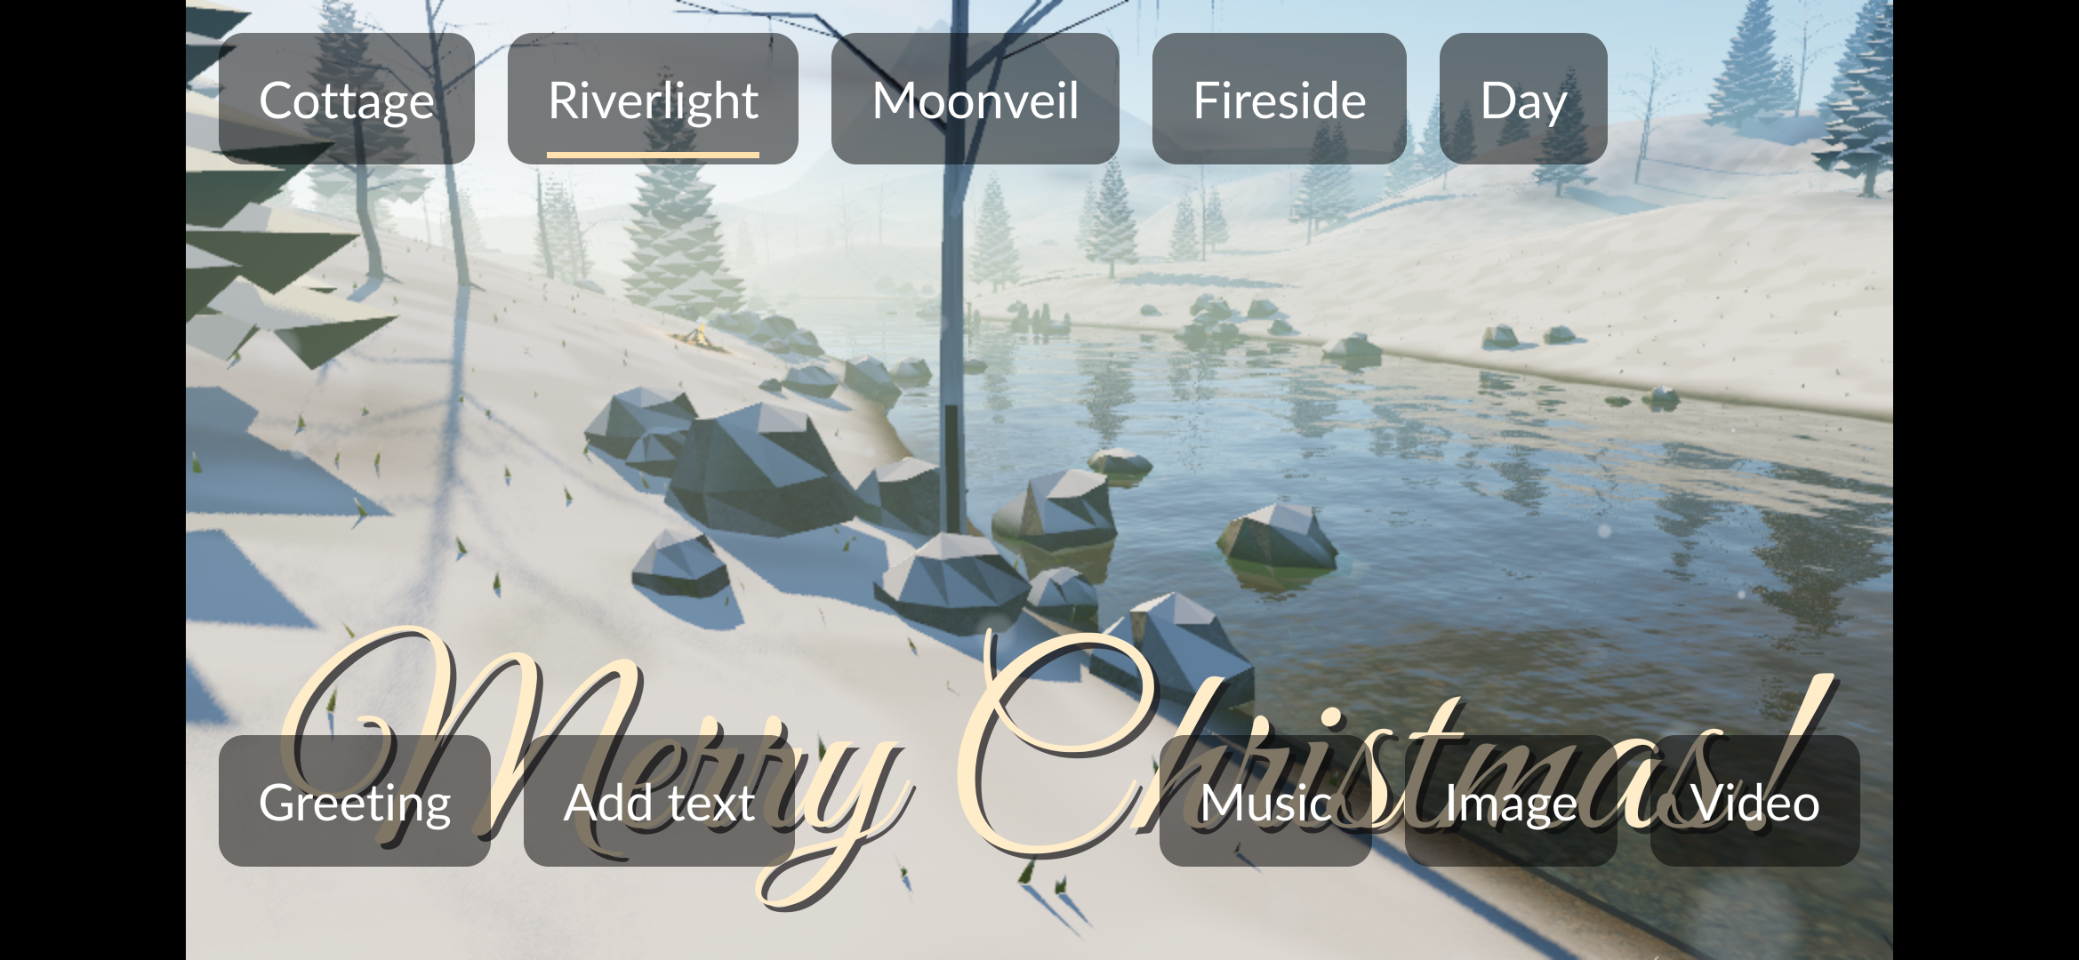 Cottage Riverlight Moonveil Fireside Day
Merry Christmas!
Greeting Add text Music Image Video